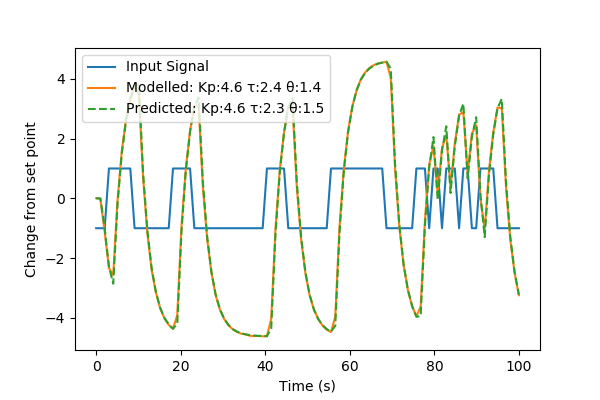 Input Signal
Modelled: Kp:4.6 τ:2.4 θ:1.4
Predicted: Kp:4.6 τ:2.3 θ:1.5
Change from set point
4
2
0
−2
−4
0 20 40 60 80 100
Time (s)